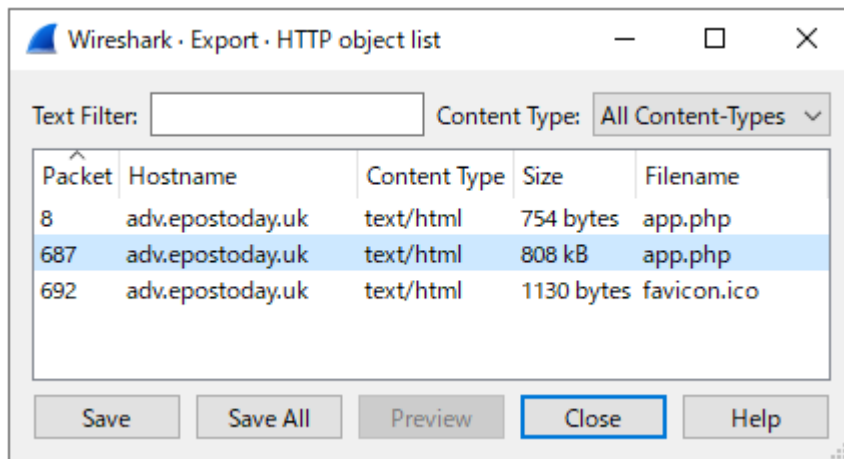 Wireshark · Export · HTTP object list
Text Filter: Content Type: All Content-Types
Packet Hostname Content Type Size Filename
8 adv.epostoday.uk text/html 754 bytes app.php
687 adv.epostoday.uk text/html 808 kB app.php
692 adv.epostoday.uk text/html 1130 bytes favicon.ico
Save Save All Preview Close Help